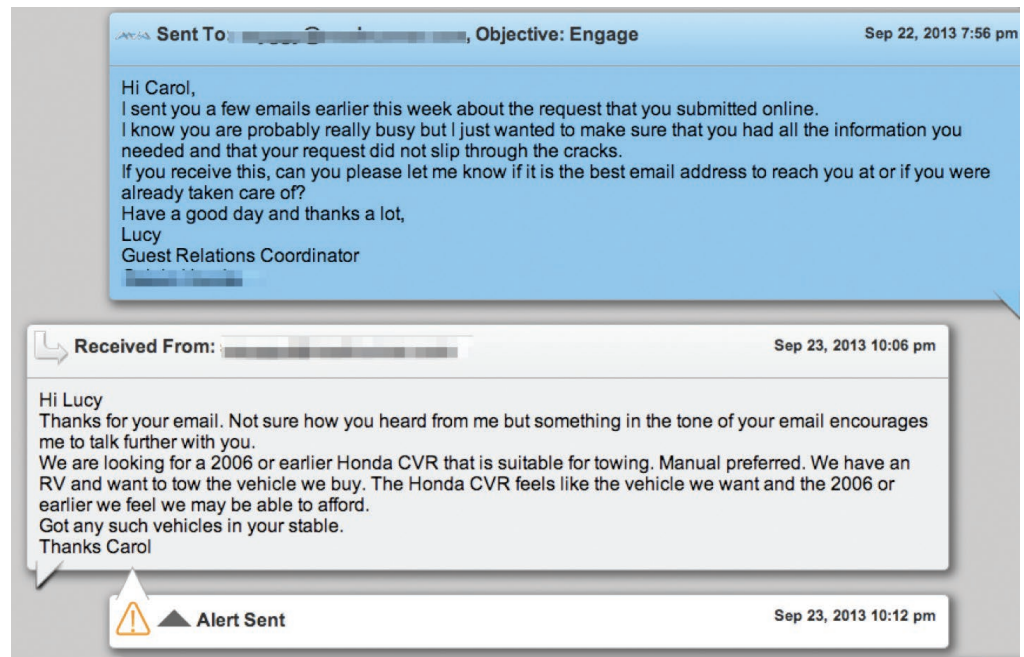 Sent To: , Objective: Engage Sep 22, 2013 7:56 pm
Hi Carol,
I sent you a few emails earlier this week about the request that you submitted online.
I know you are probably really busy but I just wanted to make sure that you had all the information you
needed and that your request did not slip through the cracks.
If you receive this, can you please let me know if it is the best email address to reach you at or if you were
already taken care of?
Have a good day and thanks a lot,
Lucy
Guest Relations Coordinator
Received From: Sep 23, 2013 10:06 pm
Hi Lucy
Thanks for your email. Not sure how you heard from me but something in the tone of your email encourages
me to talk further with you.
We are looking for a 2006 or earlier Honda CVR that is suitable for towing. Manual preferred. We have an
RV and want to tow the vehicle we buy. The Honda CVR feels like the vehicle we want and the 2006 or
earlier we feel we may be able to afford.
Got any such vehicles in your stable.
Thanks Carol
Alert Sent Sep 23, 2013 10:12 pm